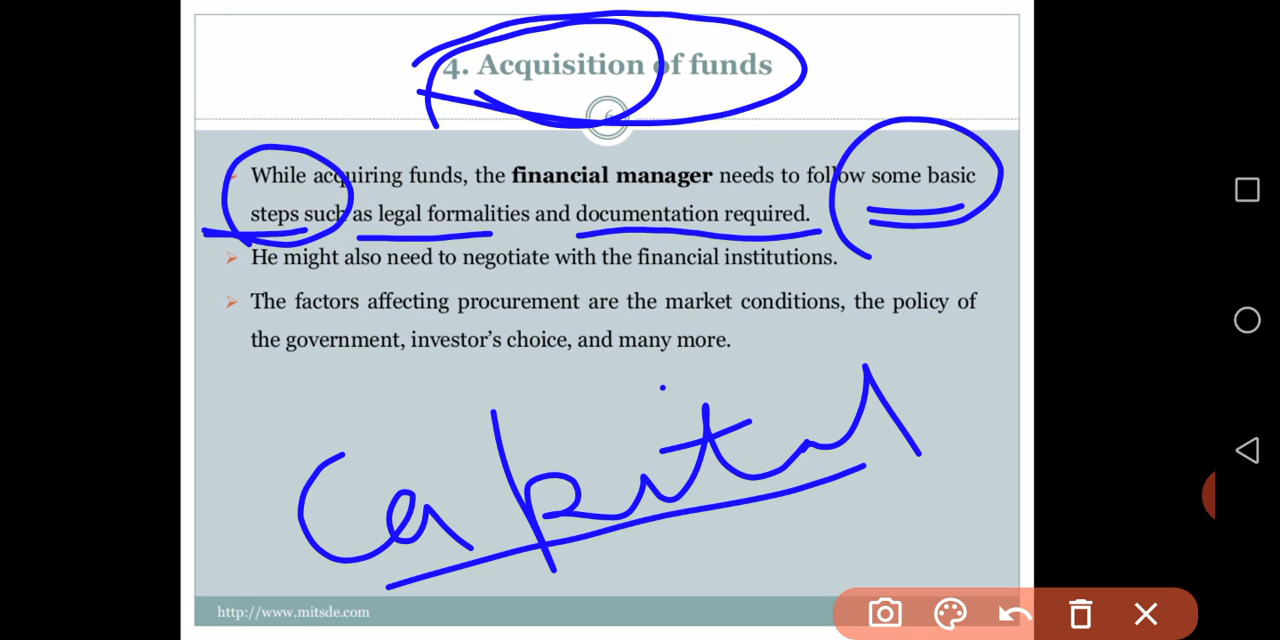 4. Acquisition of funds
6
While acquiring funds, the financial manager needs to follow some basic
steps such as legal formalities and documentation required.
He might also need to negotiate with the financial institutions.
The factors affecting procurement are the market conditions, the policy of
the government, investor's choice, and many more.
Capital
http://www.mitsde.com